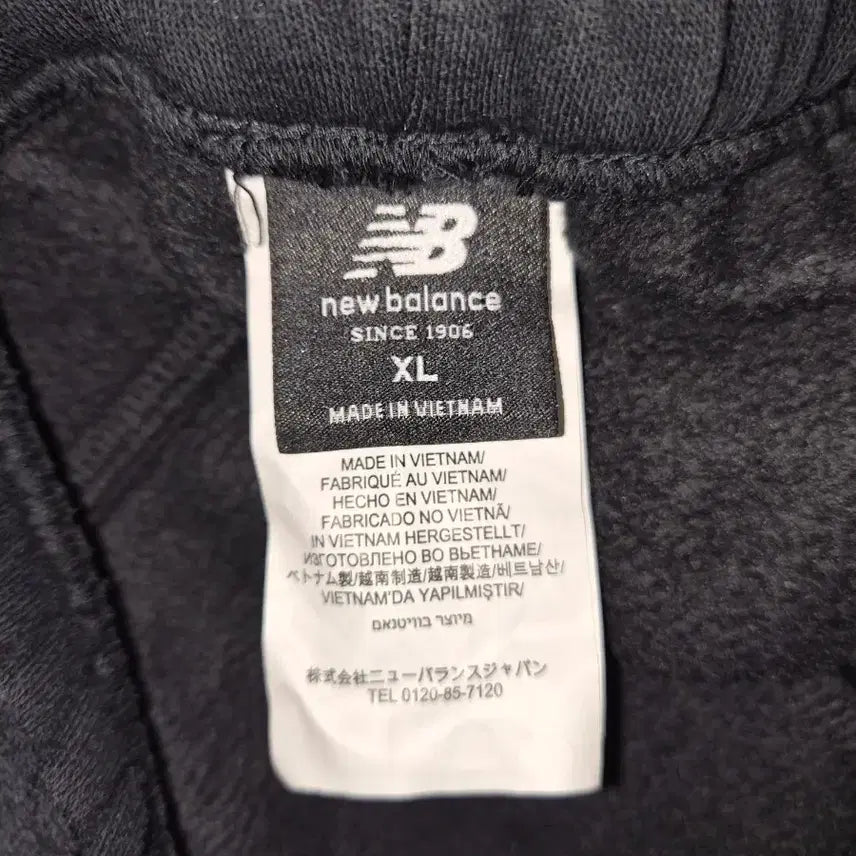 NB
new balance
SINCE 1906
XL
MADE IN VIETNAM
MADE IN VIETNAM/
FABRIQUÉ AU VIETNAM/
HECHO EN VIETNAM/
FABRICADO NO VIETNÃ/
IN VIETNAM HERGESTELLT/
ИЗГОТОВЛЕНО ВО ВЬЕТНАМЕ/
ベトナム製/越南制造/越南製造/베트남산/
VIETNAM'DA YAPILMIŞTIR/
מיוצר בוויטנאם
株式会社ニューバランスジャパン
TEL 0120-85-7120